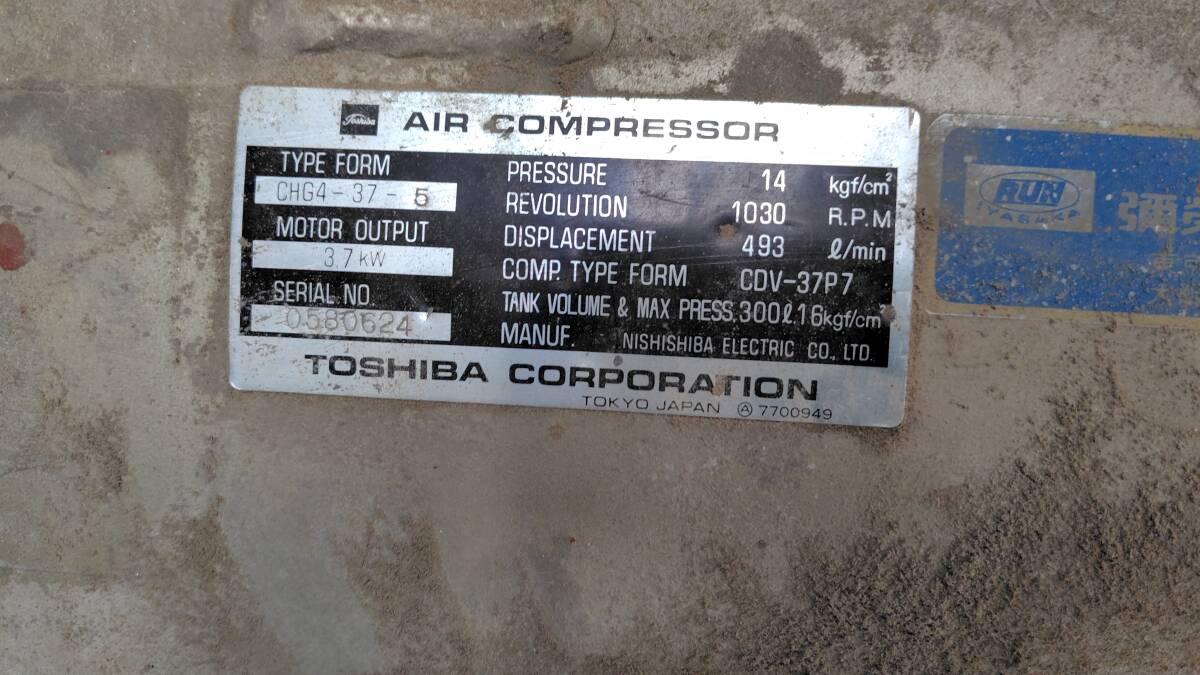 Toshiba AIR COMPRESSOR
TYPE FORM
CHG4-37-5
MOTOR OUTPUT
3.7kW
SERIAL NO.
0580624
PRESSURE 14 kgf/cm²
REVOLUTION 1030 R.P.M
DISPLACEMENT 493 ℓ/min
COMP. TYPE FORM CDV-37P7
TANK VOLUME & MAX PRESS. 300ℓ 16kgf/cm²
MANUF. NISHISHIBA ELECTRIC CO., LTD.
TOSHIBA CORPORATION
TOKYO JAPAN Ⓐ 7700949
RUN